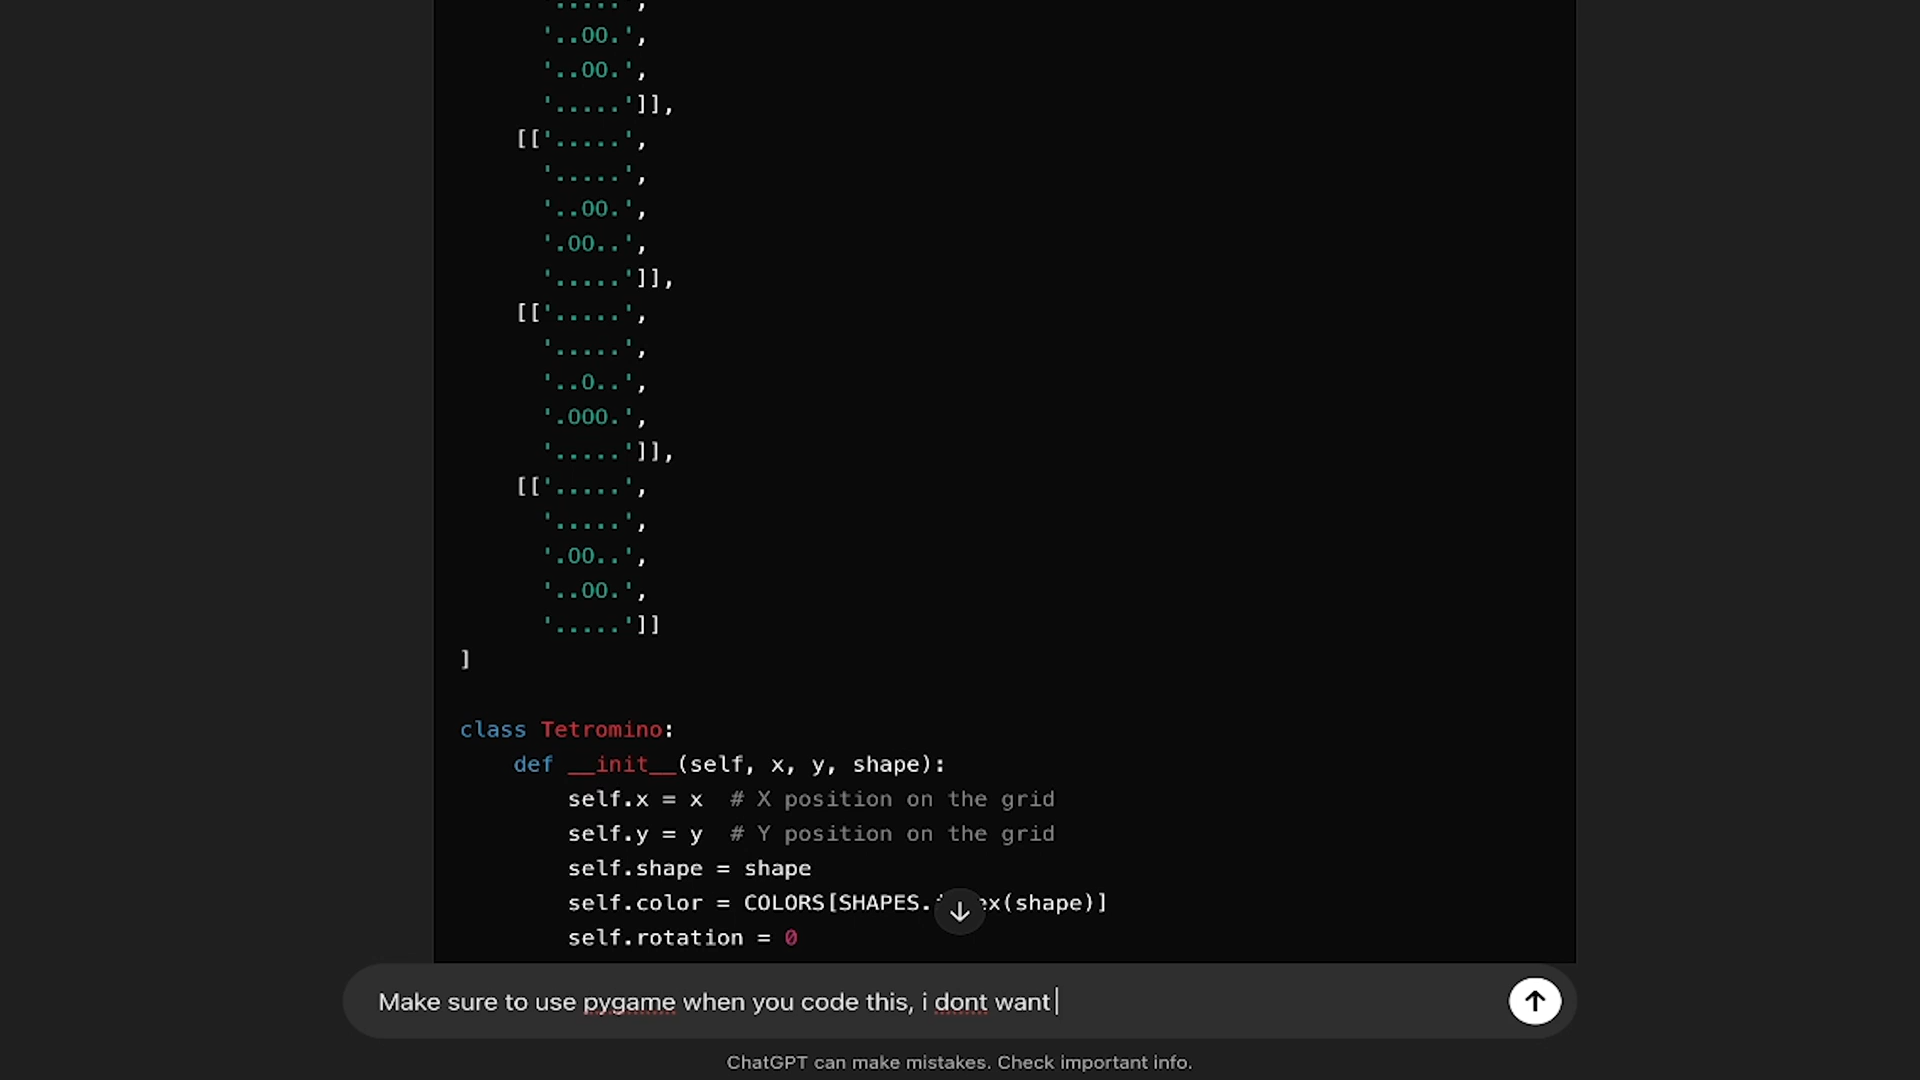 '.....',
'..OO.',
'..OO.',
'.....']],
[['.....',
'.....',
'..OO.',
'.OO..',
'.....']],
[['.....',
'.....',
'..O..',
'.OOO.',
'.....']],
[['.....',
'.....',
'.OO..',
'..OO.',
'.....']]
]
class Tetromino:
def __init__(self, x, y, shape):
self.x = x  # X position on the grid
self.y = y  # Y position on the grid
self.shape = shape
self.color = COLORS[SHAPES. ex(shape)]
self.rotation = 0
Make sure to use pygame when you code this, i dont want
ChatGPT can make mistakes. Check important info.